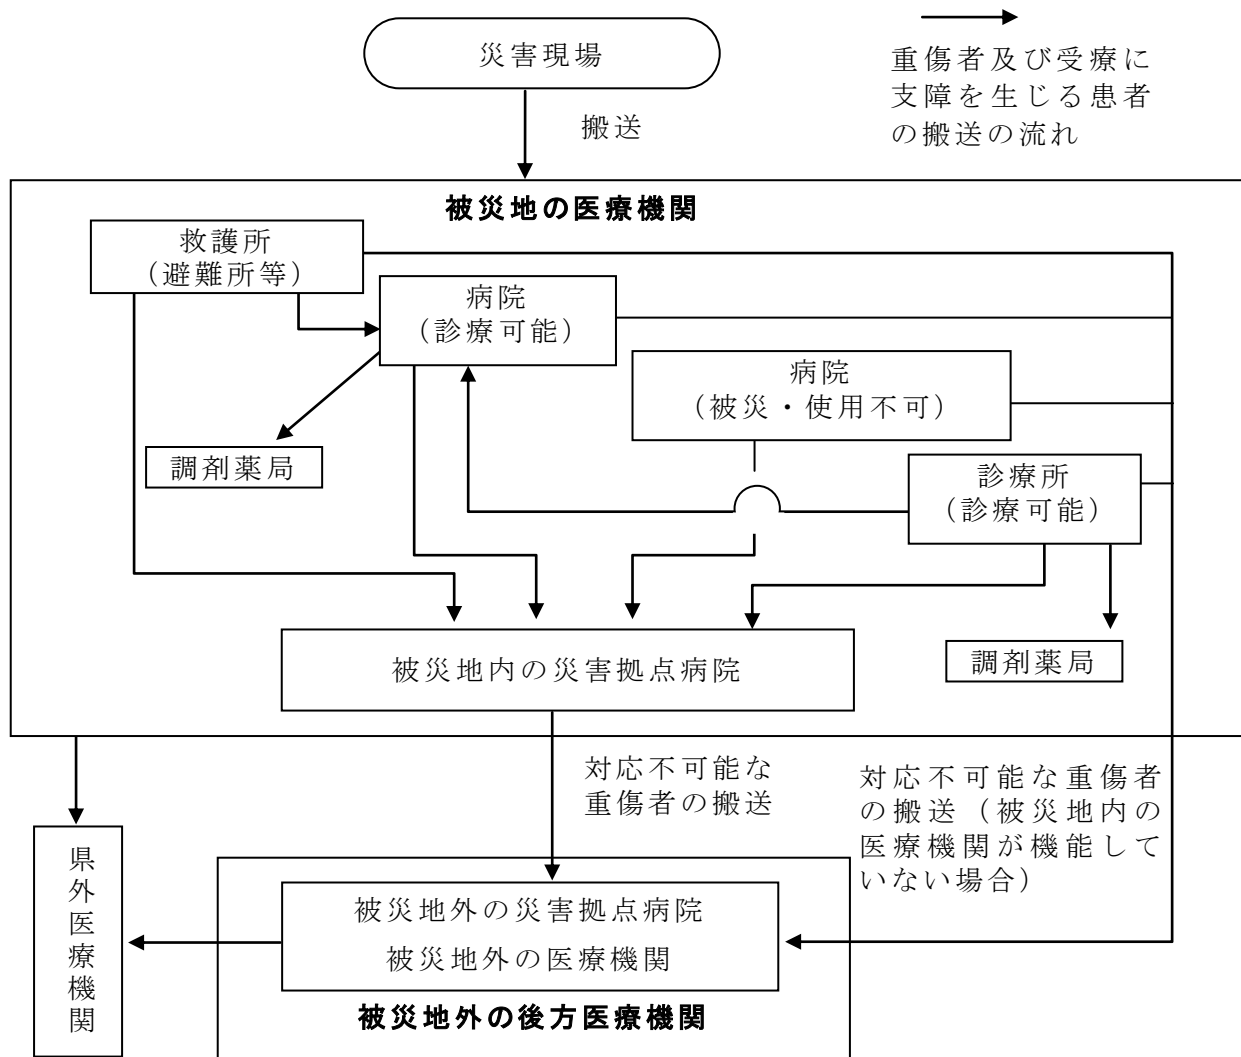 災害現場
重傷者及び受療に
支障を生じる患者
の搬送の流れ
搬送
被災地の医療機関
救護所
（避難所等）
病院
（診療可能）
病院
（被災・使用不可）
調剤薬局
診療所
（診療可能）
被災地内の災害拠点病院
調剤薬局
対応不可能な
重傷者の搬送
対応不可能な重傷者
の搬送（被災地内の
医療機関が機能して
いない場合）
県外医療機関
被災地外の災害拠点病院
被災地外の医療機関
被災地外の後方医療機関